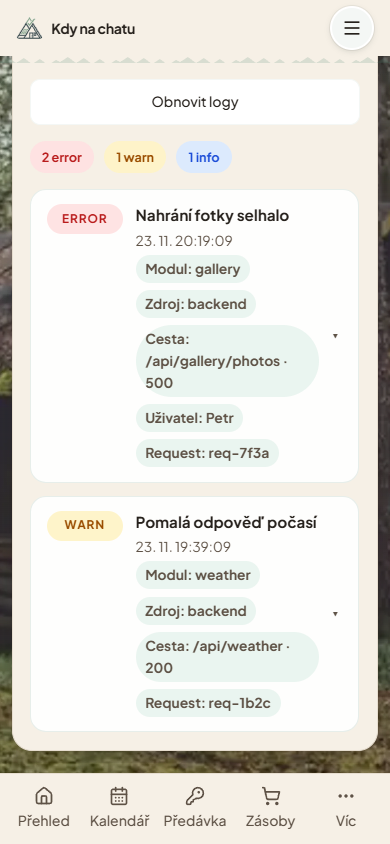 Kdy na chatu
Obnovit logy
2 error
1 warn
1 info
ERROR
Nahrání fotky selhalo
23. 11. 20:19:09
Modul: gallery
Zdroj: backend
Cesta:
/api/gallery/photos ·
500
Uživatel: Petr
Request: req-7f3a
WARN
Pomalá odpověď počasí
23. 11. 19:39:09
Modul: weather
Zdroj: backend
Cesta: /api/weather ·
200
Request: req-1b2c
Přehled
Kalendář
Předávka
Zásoby
Víc